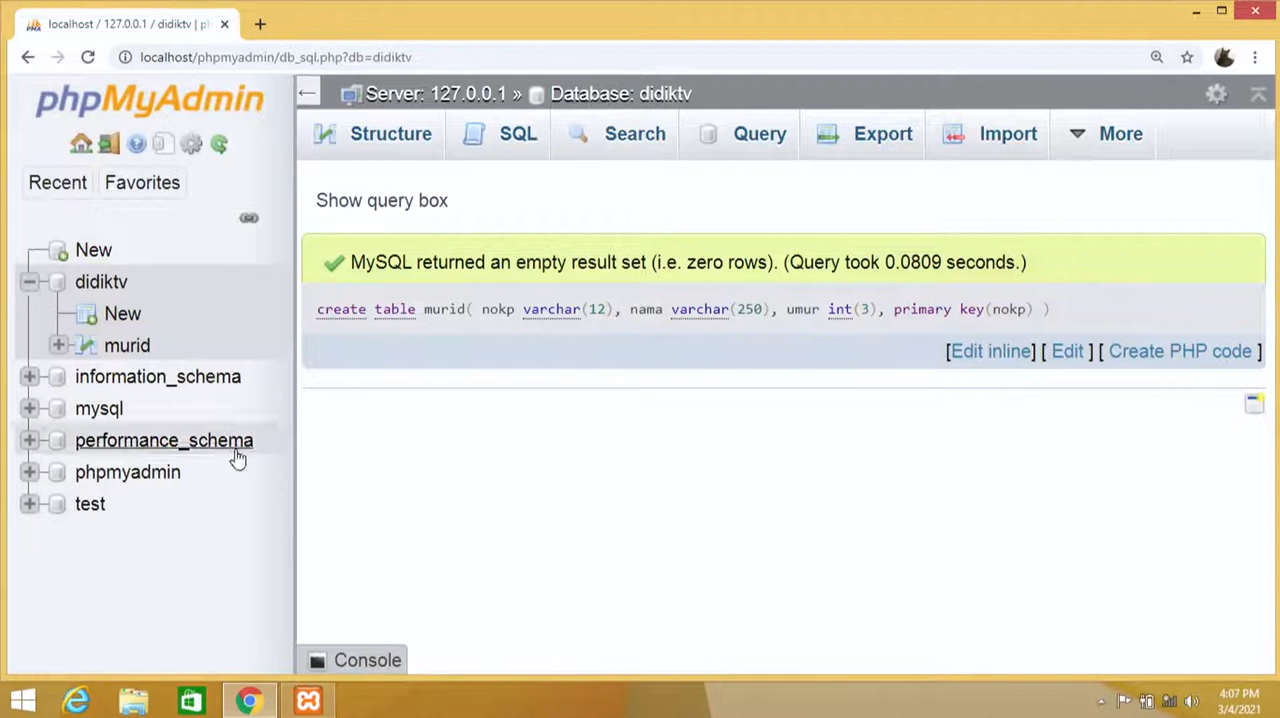 localhost / 127.0.0.1 / didiktv | p
localhost/phpmyadmin/db_sql.php?db=didiktv
phpMyAdmin
Recent
Favorites
New
didiktv
New
murid
information_schema
mysql
performance_schema
phpmyadmin
test
Server: 127.0.0.1 » Database: didiktv
Structure
SQL
Search
Query
Export
Import
More
Show query box
MySQL returned an empty result set (i.e. zero rows). (Query took 0.0809 seconds.)
create table murid( nokp varchar(12), nama varchar(250), umur int(3), primary key(nokp) )
[Edit inline] [ Edit ] [ Create PHP code ]
Console
4:07 PM
3/4/2021